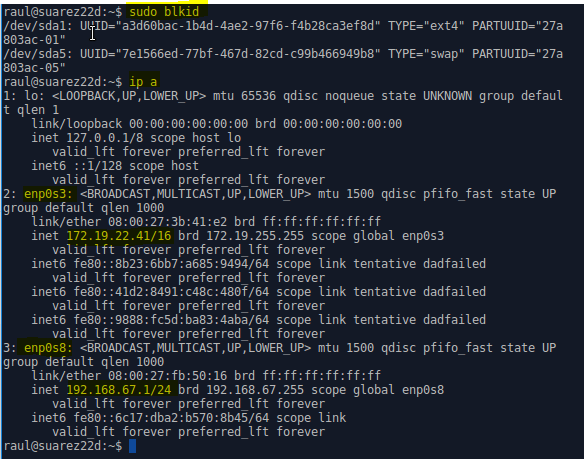 raul@suarez22d:~$ sudo blkid
/dev/sda1: UUID="a3d60bac-1b4d-4ae2-97f6-f4b28ca3ef8d" TYPE="ext4" PARTUUID="27a
803ac-01"
/dev/sda5: UUID="7e1566ed-77bf-467d-82cd-c99b466949b8" TYPE="swap" PARTUUID="27a
803ac-05"
raul@suarez22d:~$ ip a
1: lo: <LOOPBACK,UP,LOWER_UP> mtu 65536 qdisc noqueue state UNKNOWN group defaul
t qlen 1
    link/loopback 00:00:00:00:00:00 brd 00:00:00:00:00:00
    inet 127.0.0.1/8 scope host lo
       valid_lft forever preferred_lft forever
    inet6 ::1/128 scope host
       valid_lft forever preferred_lft forever
2: enp0s3: <BROADCAST,MULTICAST,UP,LOWER_UP> mtu 1500 qdisc pfifo_fast state UP
group default qlen 1000
    link/ether 08:00:27:3b:41:e2 brd ff:ff:ff:ff:ff:ff
    inet 172.19.22.41/16 brd 172.19.255.255 scope global enp0s3
       valid_lft forever preferred_lft forever
    inet6 fe80::8b23:6bb7:a685:9494/64 scope link tentative dadfailed
       valid_lft forever preferred_lft forever
    inet6 fe80::41d2:8491:c48c:480f/64 scope link tentative dadfailed
       valid_lft forever preferred_lft forever
    inet6 fe80::9888:fc5d:ba83:4aba/64 scope link tentative dadfailed
       valid_lft forever preferred_lft forever
3: enp0s8: <BROADCAST,MULTICAST,UP,LOWER_UP> mtu 1500 qdisc pfifo_fast state UP
group default qlen 1000
    link/ether 08:00:27:fb:50:16 brd ff:ff:ff:ff:ff:ff
    inet 192.168.67.1/24 brd 192.168.67.255 scope global enp0s8
       valid_lft forever preferred_lft forever
    inet6 fe80::6c17:dba2:b570:8b45/64 scope link
       valid_lft forever preferred_lft forever
raul@suarez22d:~$